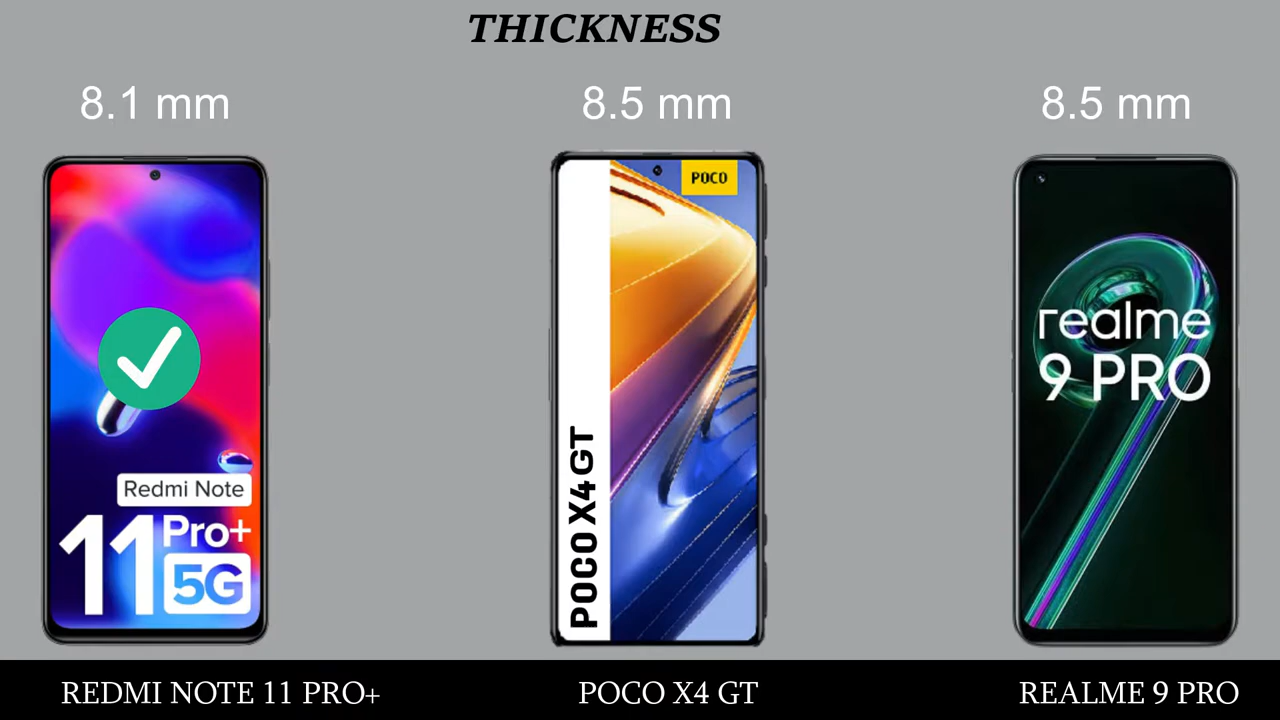 THICKNESS
8.1 mm
8.5 mm
8.5 mm
Redmi Note
11 Pro+
5G
POCO
POCO X4 GT
realme
9 PRO
REDMI NOTE 11 PRO+
POCO X4 GT
REALME 9 PRO